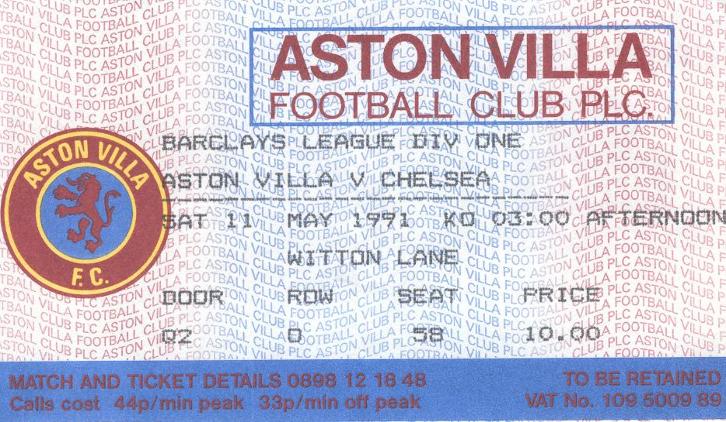 ASTON VILLA
FOOTBALL CLUB PLC.
BARCLAYS LEAGUE DIV ONE
ASTON VILLA V CHELSEA
SAT 11 MAY 1991 KO 03:00 AFTERNOON
WITTON LANE
DOOR ROW SEAT PRICE
Q2 O 58 10.00
ASTON VILLA
F.C.
MATCH AND TICKET DETAILS 0898 12 18 48
Calls cost 44p/min peak 33p/min off peak
TO BE RETAINED
VAT No. 109 5009 89